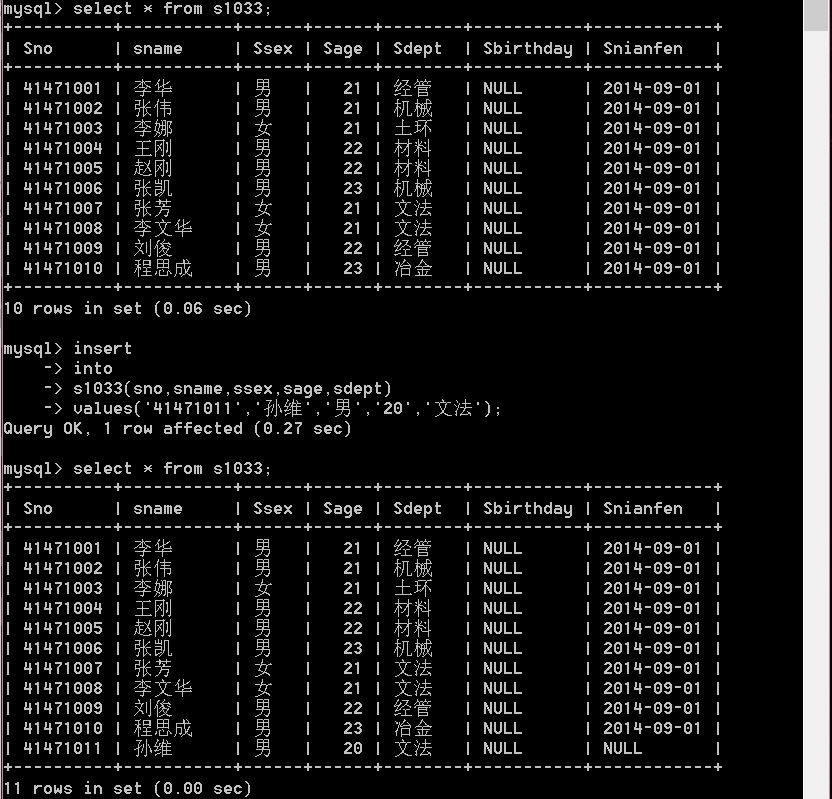 mysql> select * from s1033;
+----------+-----------+------+------+--------+-----------+------------+
| Sno      | sname     | Ssex | Sage | Sdept  | Sbirthday | Snianfen   |
+----------+-----------+------+------+--------+-----------+------------+
| 41471001 | 李华      | 男   |   21 | 经管   | NULL      | 2014-09-01 |
| 41471002 | 张伟      | 男   |   21 | 机械   | NULL      | 2014-09-01 |
| 41471003 | 李娜      | 女   |   21 | 土环   | NULL      | 2014-09-01 |
| 41471004 | 王刚      | 男   |   22 | 材料   | NULL      | 2014-09-01 |
| 41471005 | 赵刚      | 男   |   22 | 材料   | NULL      | 2014-09-01 |
| 41471006 | 张凯      | 男   |   23 | 机械   | NULL      | 2014-09-01 |
| 41471007 | 张芳      | 女   |   21 | 文法   | NULL      | 2014-09-01 |
| 41471008 | 李文华    | 女   |   21 | 文法   | NULL      | 2014-09-01 |
| 41471009 | 刘俊      | 男   |   22 | 经管   | NULL      | 2014-09-01 |
| 41471010 | 程思成    | 男   |   23 | 冶金   | NULL      | 2014-09-01 |
+----------+-----------+------+------+--------+-----------+------------+
10 rows in set (0.06 sec)
mysql> insert
    -> into
    -> s1033(sno,sname,ssex,sage,sdept)
    -> values('41471011','孙维','男','20','文法');
Query OK, 1 row affected (0.27 sec)
mysql> select * from s1033;
+----------+-----------+------+------+--------+-----------+------------+
| Sno      | sname     | Ssex | Sage | Sdept  | Sbirthday | Snianfen   |
+----------+-----------+------+------+--------+-----------+------------+
| 41471001 | 李华      | 男   |   21 | 经管   | NULL      | 2014-09-01 |
| 41471002 | 张伟      | 男   |   21 | 机械   | NULL      | 2014-09-01 |
| 41471003 | 李娜      | 女   |   21 | 土环   | NULL      | 2014-09-01 |
| 41471004 | 王刚      | 男   |   22 | 材料   | NULL      | 2014-09-01 |
| 41471005 | 赵刚      | 男   |   22 | 材料   | NULL      | 2014-09-01 |
| 41471006 | 张凯      | 男   |   23 | 机械   | NULL      | 2014-09-01 |
| 41471007 | 张芳      | 女   |   21 | 文法   | NULL      | 2014-09-01 |
| 41471008 | 李文华    | 女   |   21 | 文法   | NULL      | 2014-09-01 |
| 41471009 | 刘俊      | 男   |   22 | 经管   | NULL      | 2014-09-01 |
| 41471010 | 程思成    | 男   |   23 | 冶金   | NULL      | 2014-09-01 |
| 41471011 | 孙维      | 男   |   20 | 文法   | NULL      | NULL       |
+----------+-----------+------+------+--------+-----------+------------+
11 rows in set (0.00 sec)